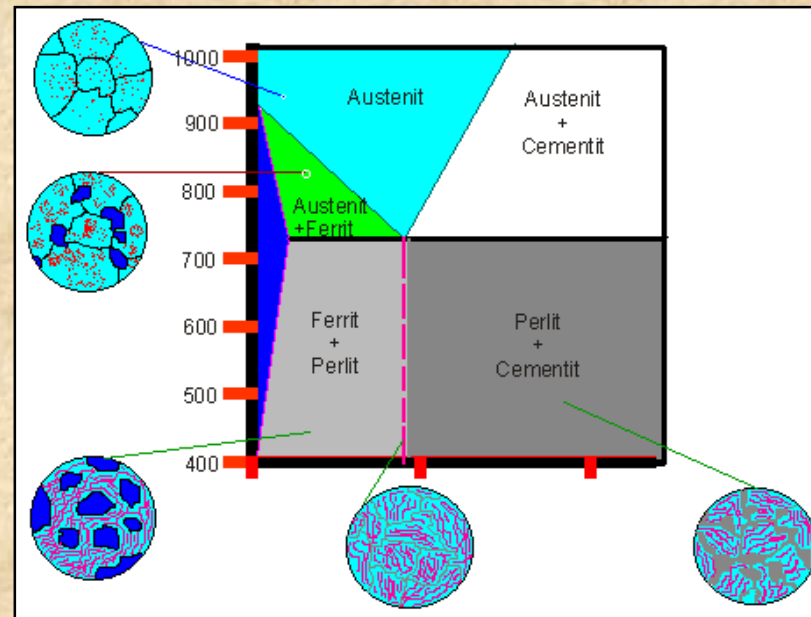 1000
900
800
700
600
500
400
Austenit
Austenit
+
Cementit
Austenit
+Ferrit
Ferrit
+
Perlit
Perlit
+
Cementit